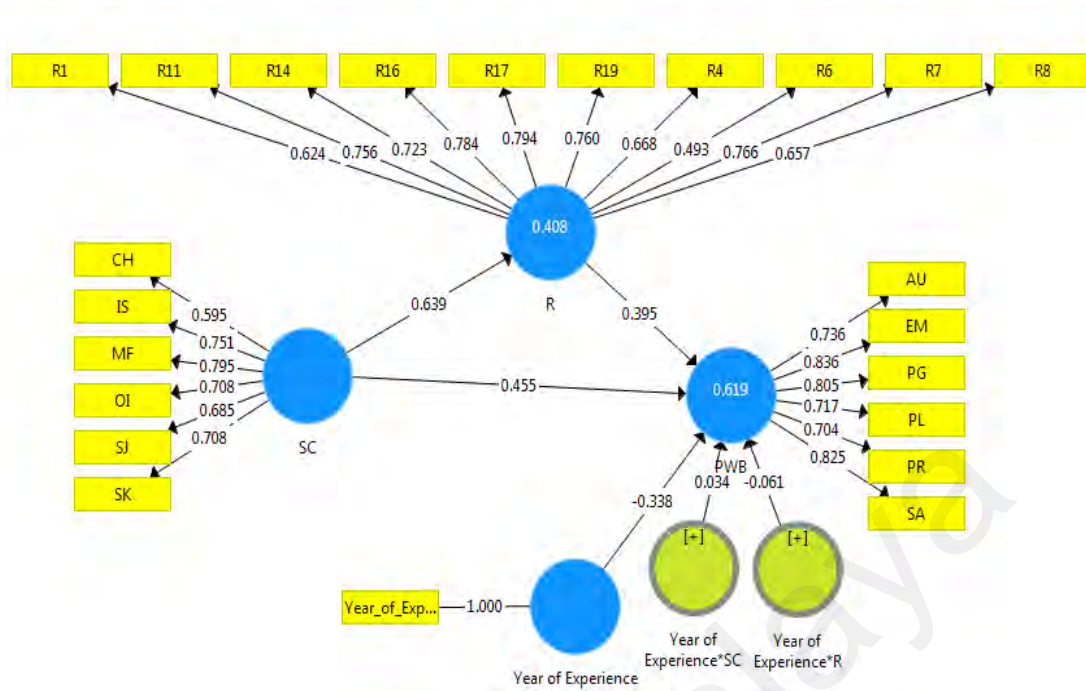 R1 R11 R14 R16 R17 R19 R4 R6 R7 R8
0.624 0.756 0.723 0.784 0.794 0.760 0.668 0.493 0.766 0.657
0.408
R
CH
IS
MF
OI
SJ
SK
0.595
0.751
0.795
0.708
0.685
0.708
SC
0.639
0.395
0.455
0.619
PWB
AU
EM
PG
PL
PR
SA
0.736
0.836
0.805
0.717
0.704
0.825
-0.338
0.034
-0.061
[+]
[+]
Year_of_Exp...
1.000
Year of Experience
Year of
Experience*SC
Year of
Experience*R
laya